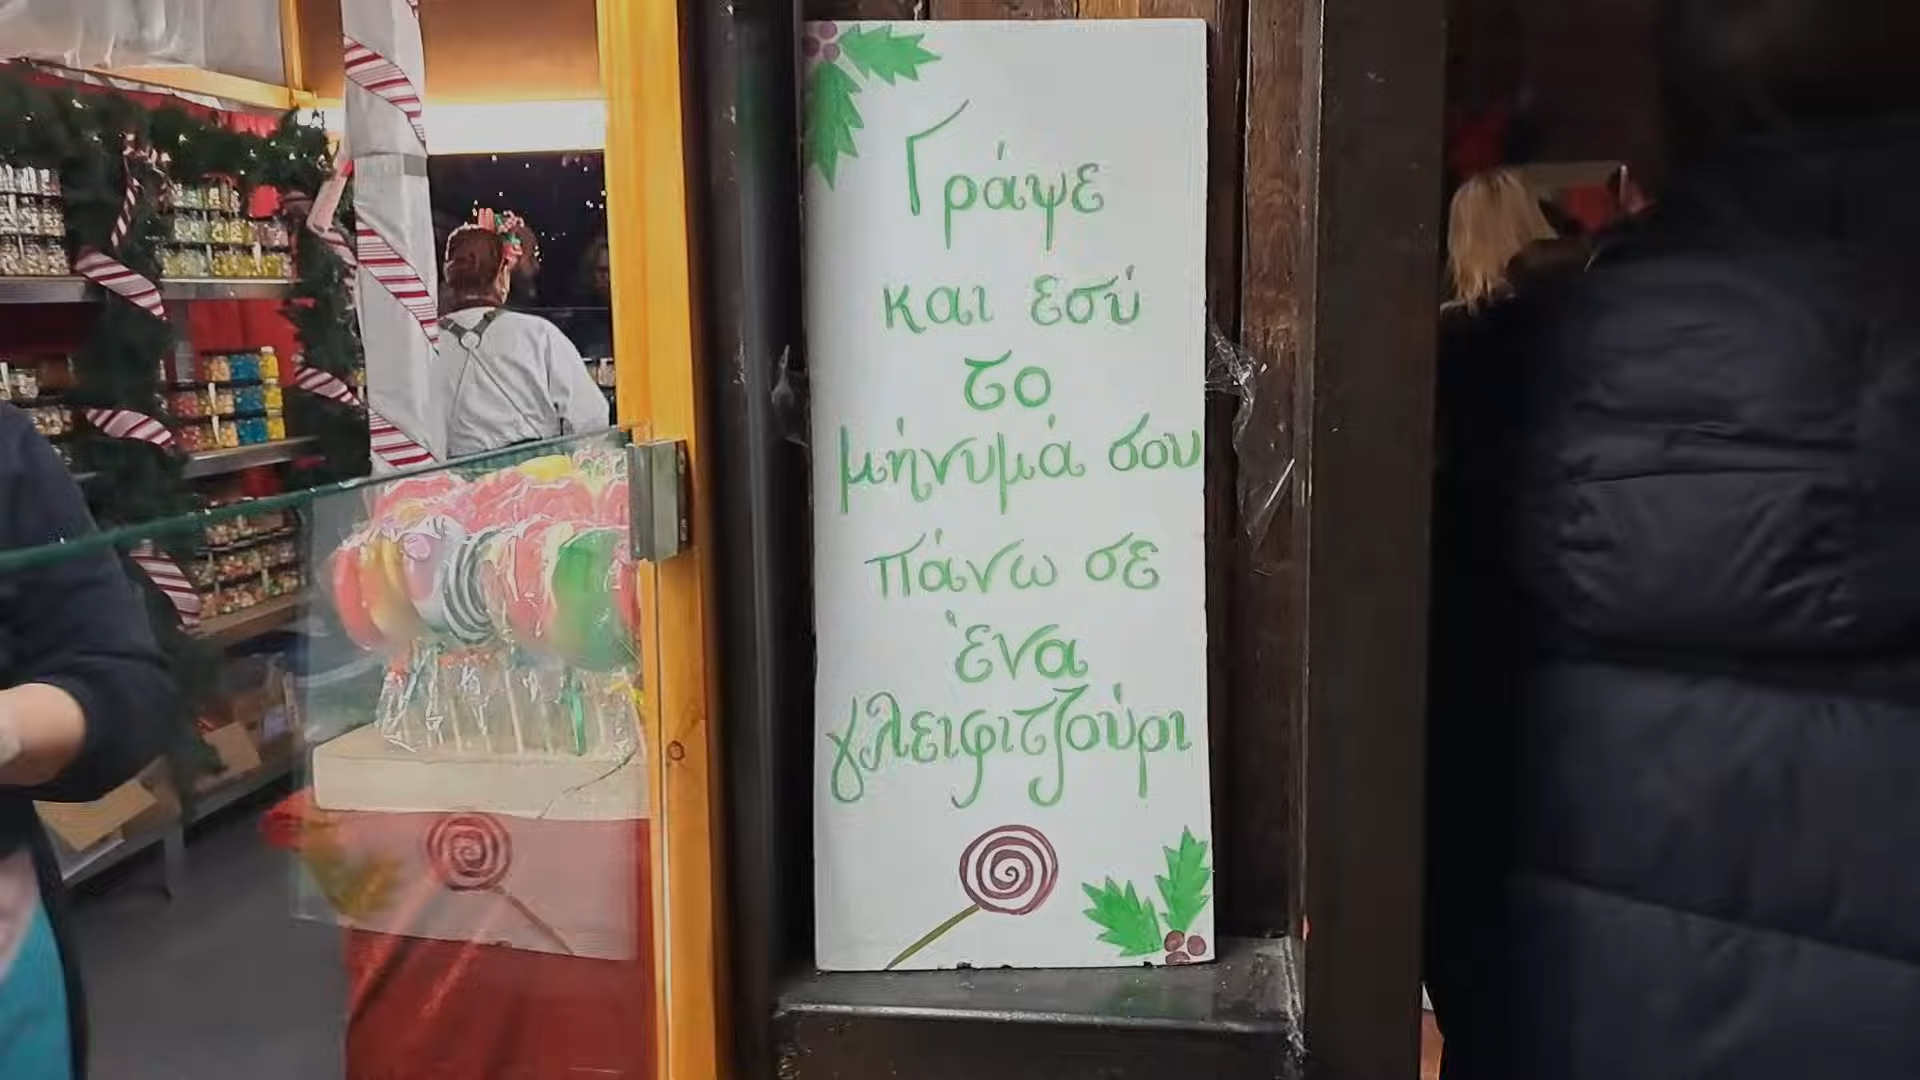 Γράψε
και εσύ
το
μήνυμά σου
πάνω σε
ένα
γλειφιτζούρι